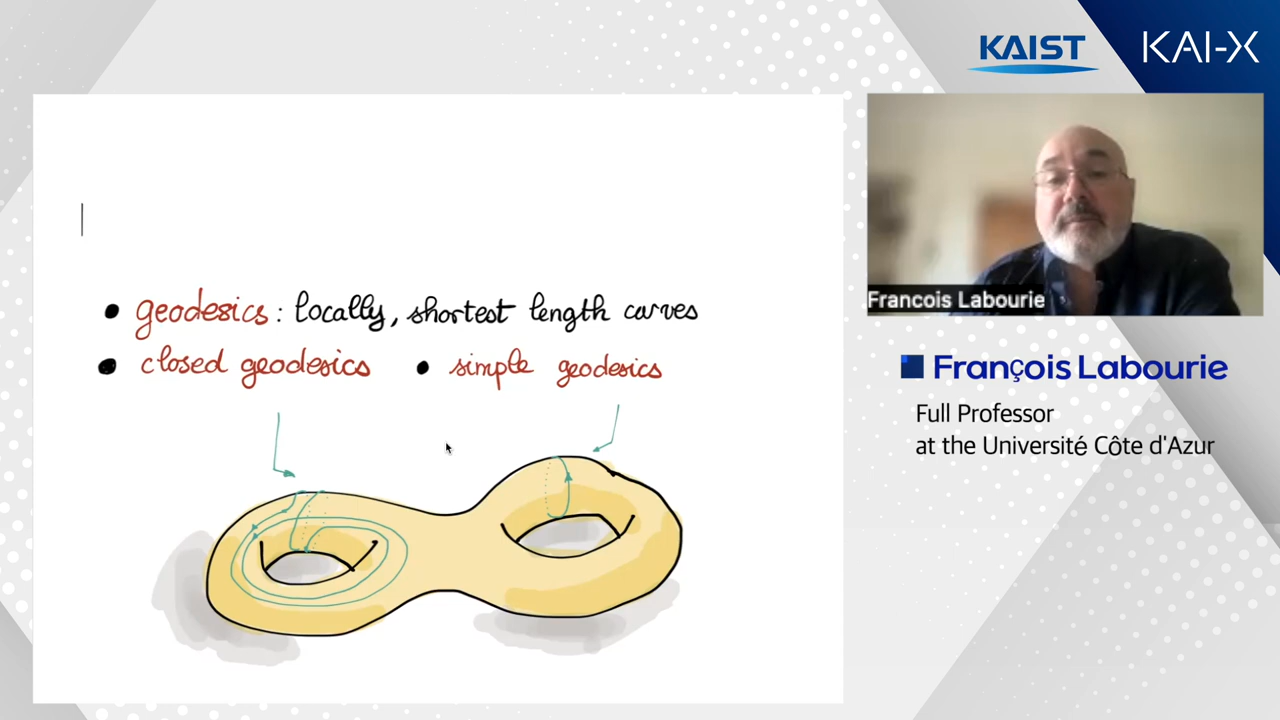 KAIST
KAI-X
• geodesics: locally, shortest length curves
• closed geodesics • simple geodesics
Francois Labourie
François Labourie
Full Professor
at the Université Côte d'Azur